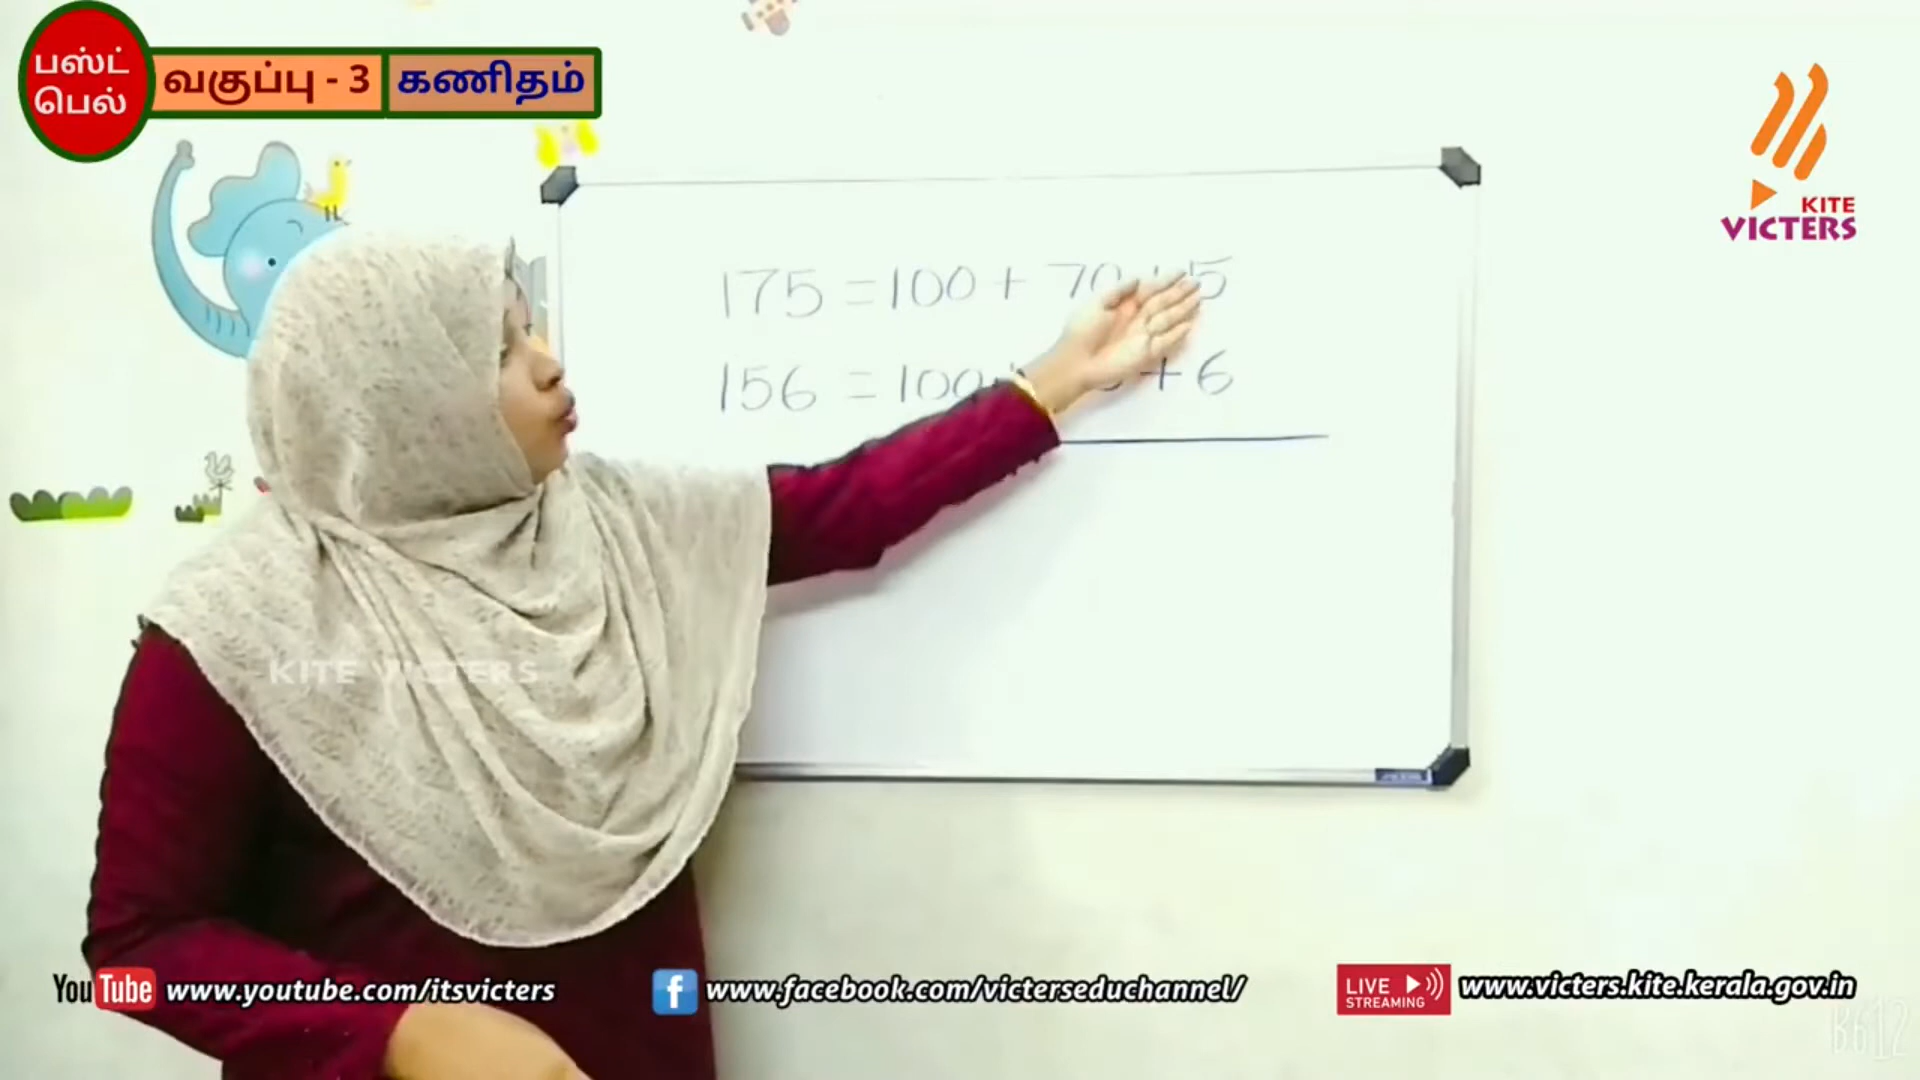 பஸ்ட்
பெல்
வகுப்பு - 3 கணிதம்
KITE
VICTERS
175 = 100 + 70 + 5
156 = 100 + 6
KITE VICTERS
YouTube www.youtube.com/itsvicters
f www.facebook.com/victerseduchannel/
LIVE STREAMING www.victers.kite.kerala.gov.in
B612